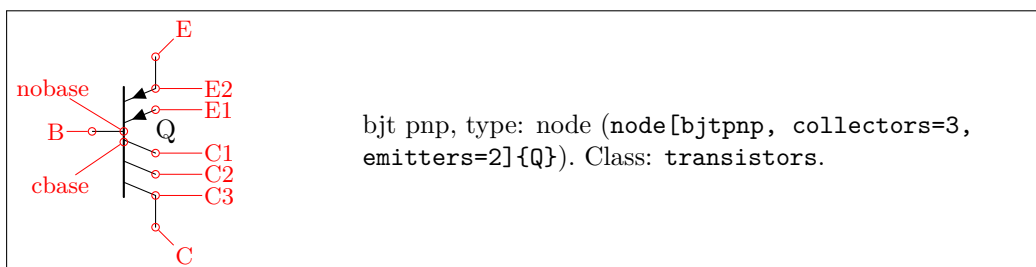 E
nobase
E2
E1
B
Q
C1
C2
cbase
C3
C
bjt pnp, type: node (node[bjtpnp, collectors=3,
emitters=2]{Q}). Class: transistors.